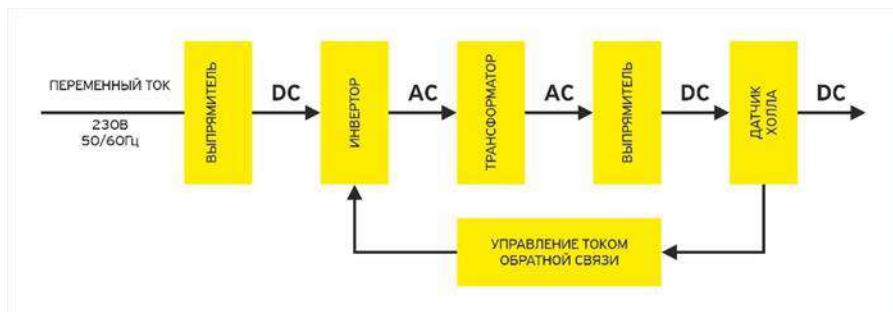 ПЕРЕМЕННЫЙ ТОК
230В
50/60Гц
ВЫПРЯМИТЕЛЬ
DC
ИНВЕРТОР
AC
ТРАНСФОРМАТОР
AC
ВЫПРЯМИТЕЛЬ
DC
ДАТЧИК
ХОЛЛА
DC
УПРАВЛЕНИЕ ТОКОМ
ОБРАТНОЙ СВЯЗИ